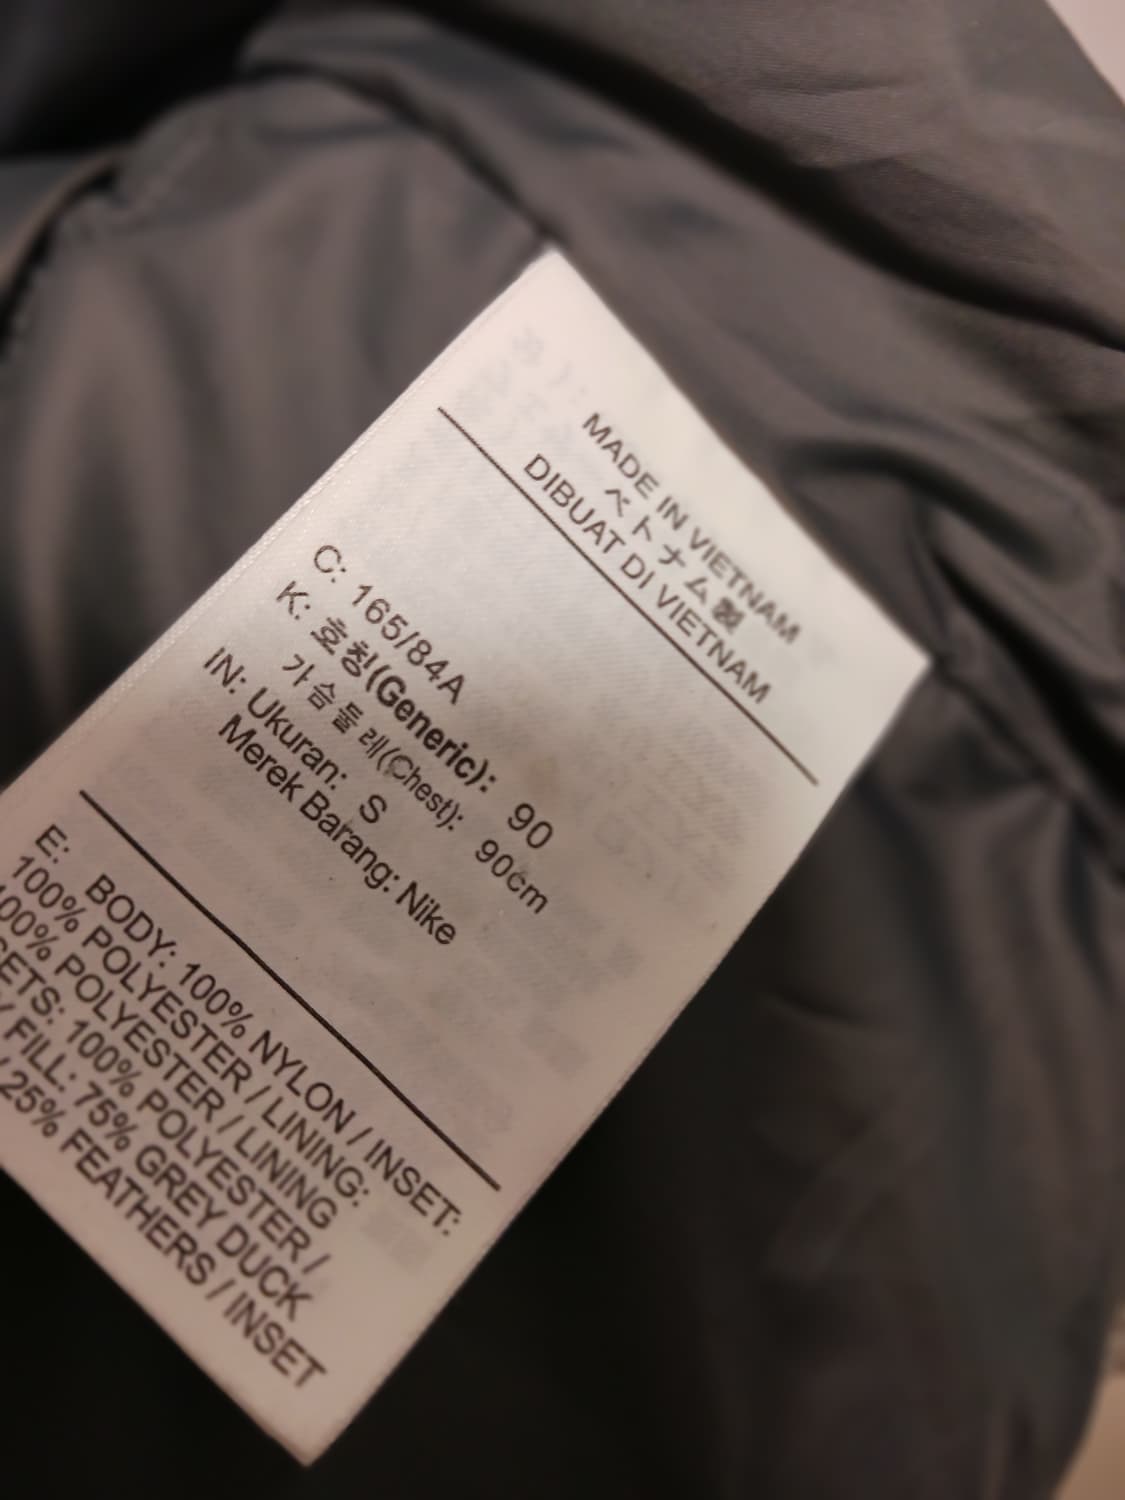 MADE IN VIETNAM
ベトナム製
DIBUAT DI VIETNAM
C: 165/84A
K: 호칭(Generic): 90
가슴둘레(Chest): 90cm
IN: Ukuran: S
Merek Barang: Nike
E: BODY: 100% NYLON / INSET:
100% POLYESTER / LINING:
100% POLYESTER / LINING
SETS: 100% POLYESTER /
Y FILL: 75% GREY DUCK
/ 25% FEATHERS / INSET